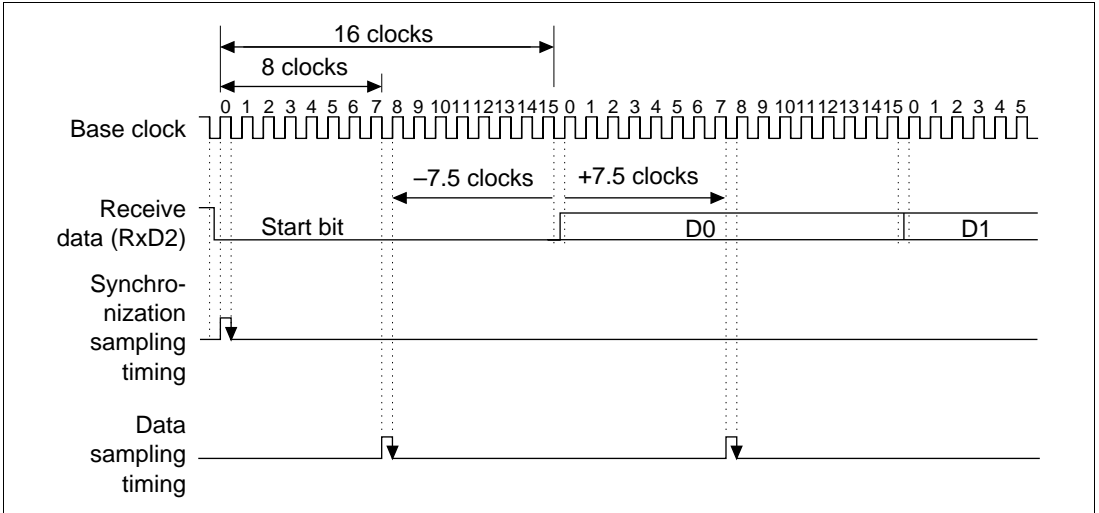 16 clocks
8 clocks
0 1 2 3 4 5 6 7 8 9 10 11 12 13 14 15 0 1 2 3 4 5 6 7 8 9 10 11 12 13 14 15 0 1 2 3 4 5
Base clock
–7.5 clocks +7.5 clocks
Receive
data (RxD2)
Start bit D0 D1
Synchro-
nization
sampling
timing
Data
sampling
timing